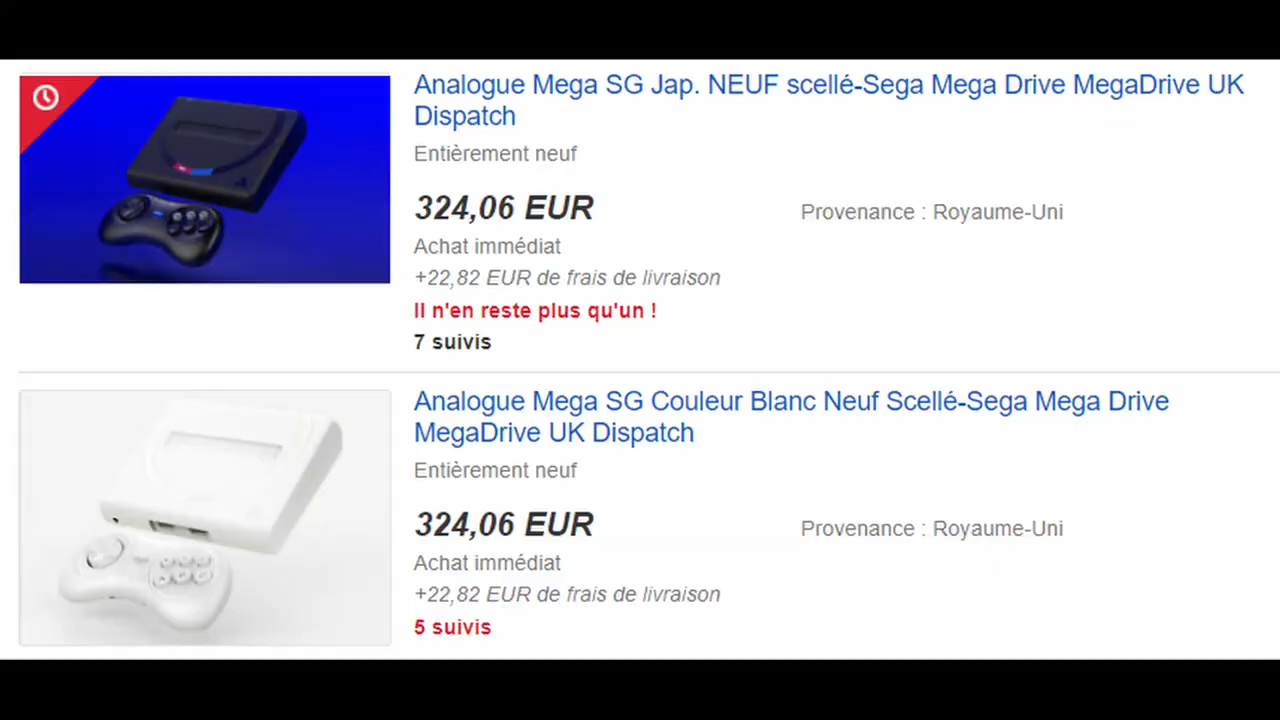 Analogue Mega SG Jap. NEUF scellé-Sega Mega Drive MegaDrive UK
Dispatch
Entièrement neuf
324,06 EUR
Provenance : Royaume-Uni
Achat immédiat
+22,82 EUR de frais de livraison
Il n'en reste plus qu'un !
7 suivis
Analogue Mega SG Couleur Blanc Neuf Scellé-Sega Mega Drive
MegaDrive UK Dispatch
Entièrement neuf
324,06 EUR
Provenance : Royaume-Uni
Achat immédiat
+22,82 EUR de frais de livraison
5 suivis